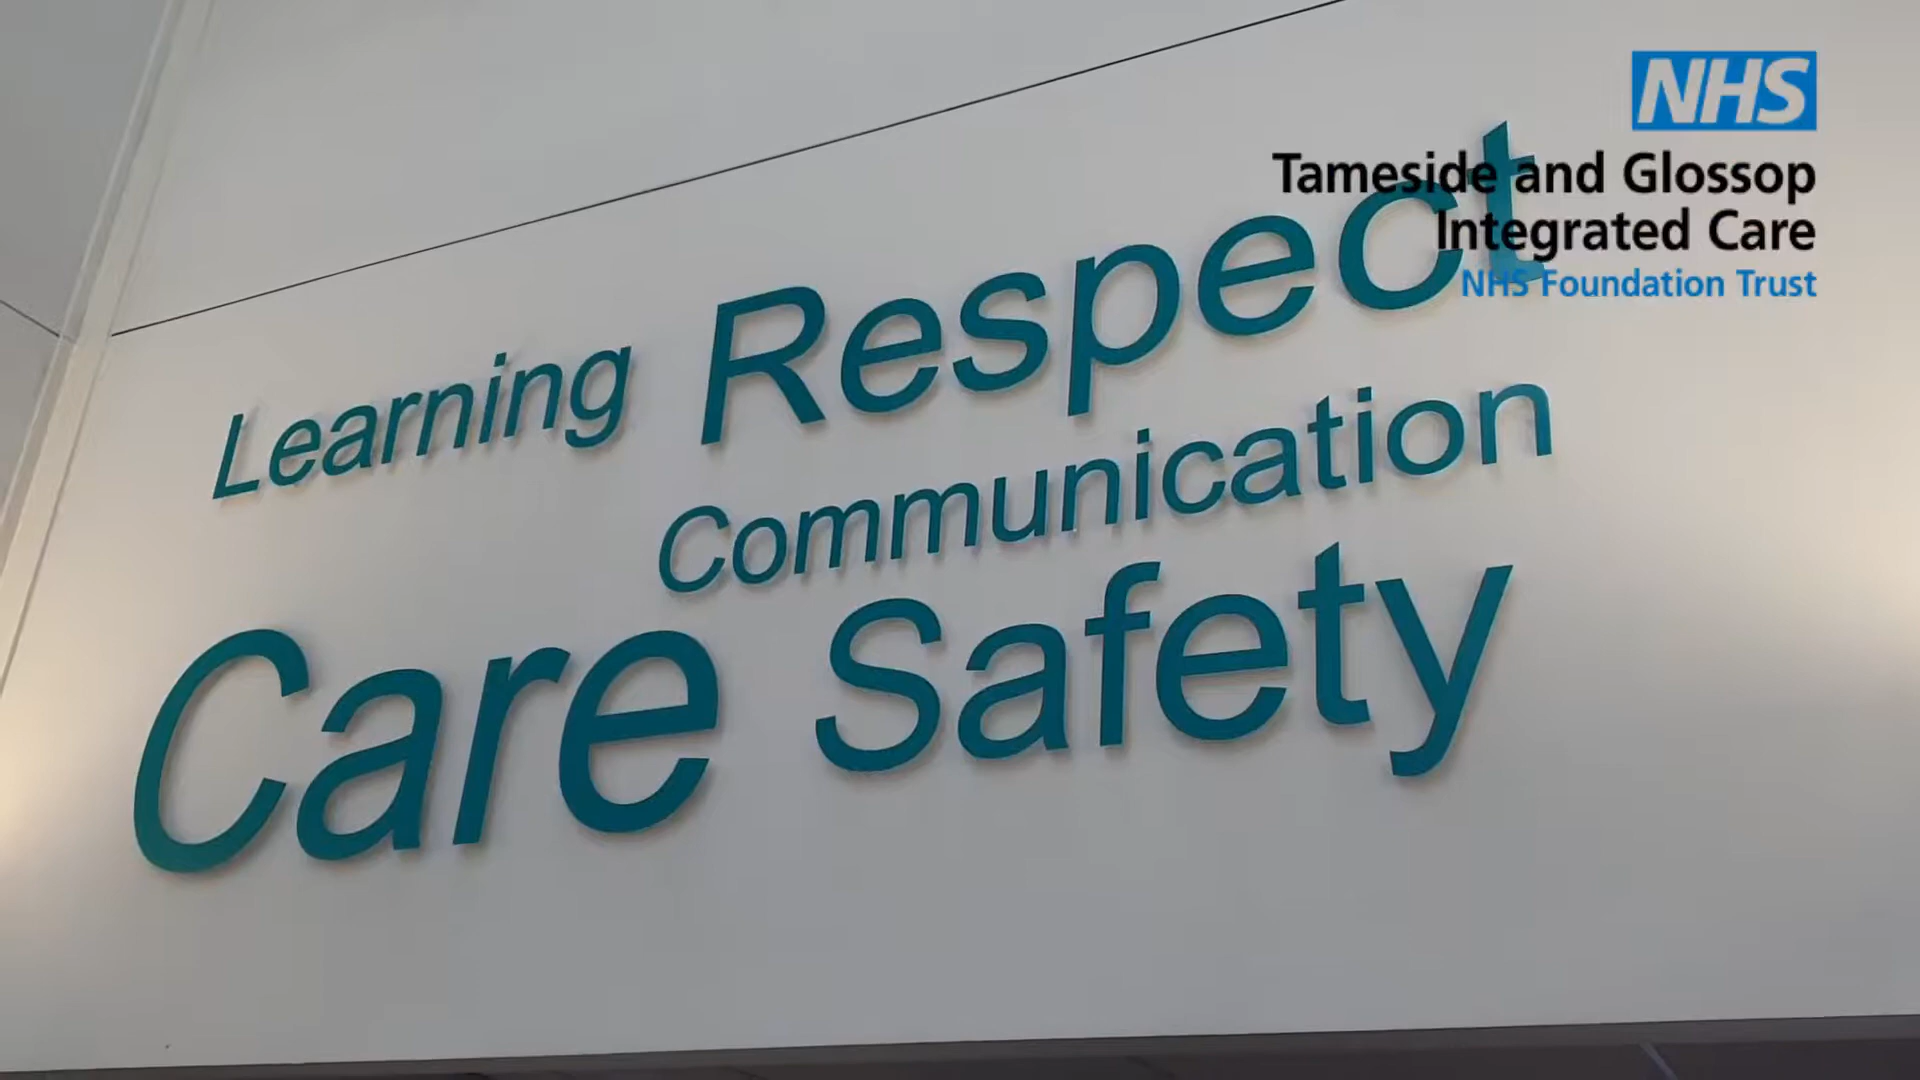 NHS
Tameside and Glossop
Integrated Care
NHS Foundation Trust
Learning Respect
Communication
Care Safety